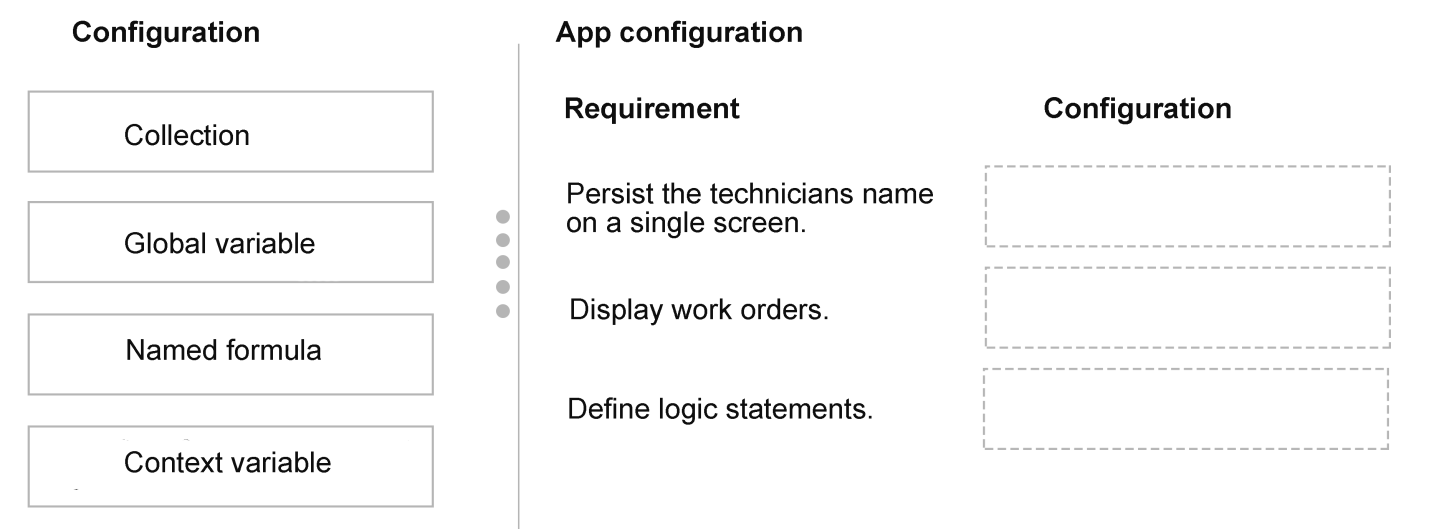 Configuration
Collection
Global variable
Named formula
Context variable
App configuration
Requirement
Configuration
Persist the technicians name
on a single screen.
Display work orders.
Define logic statements.